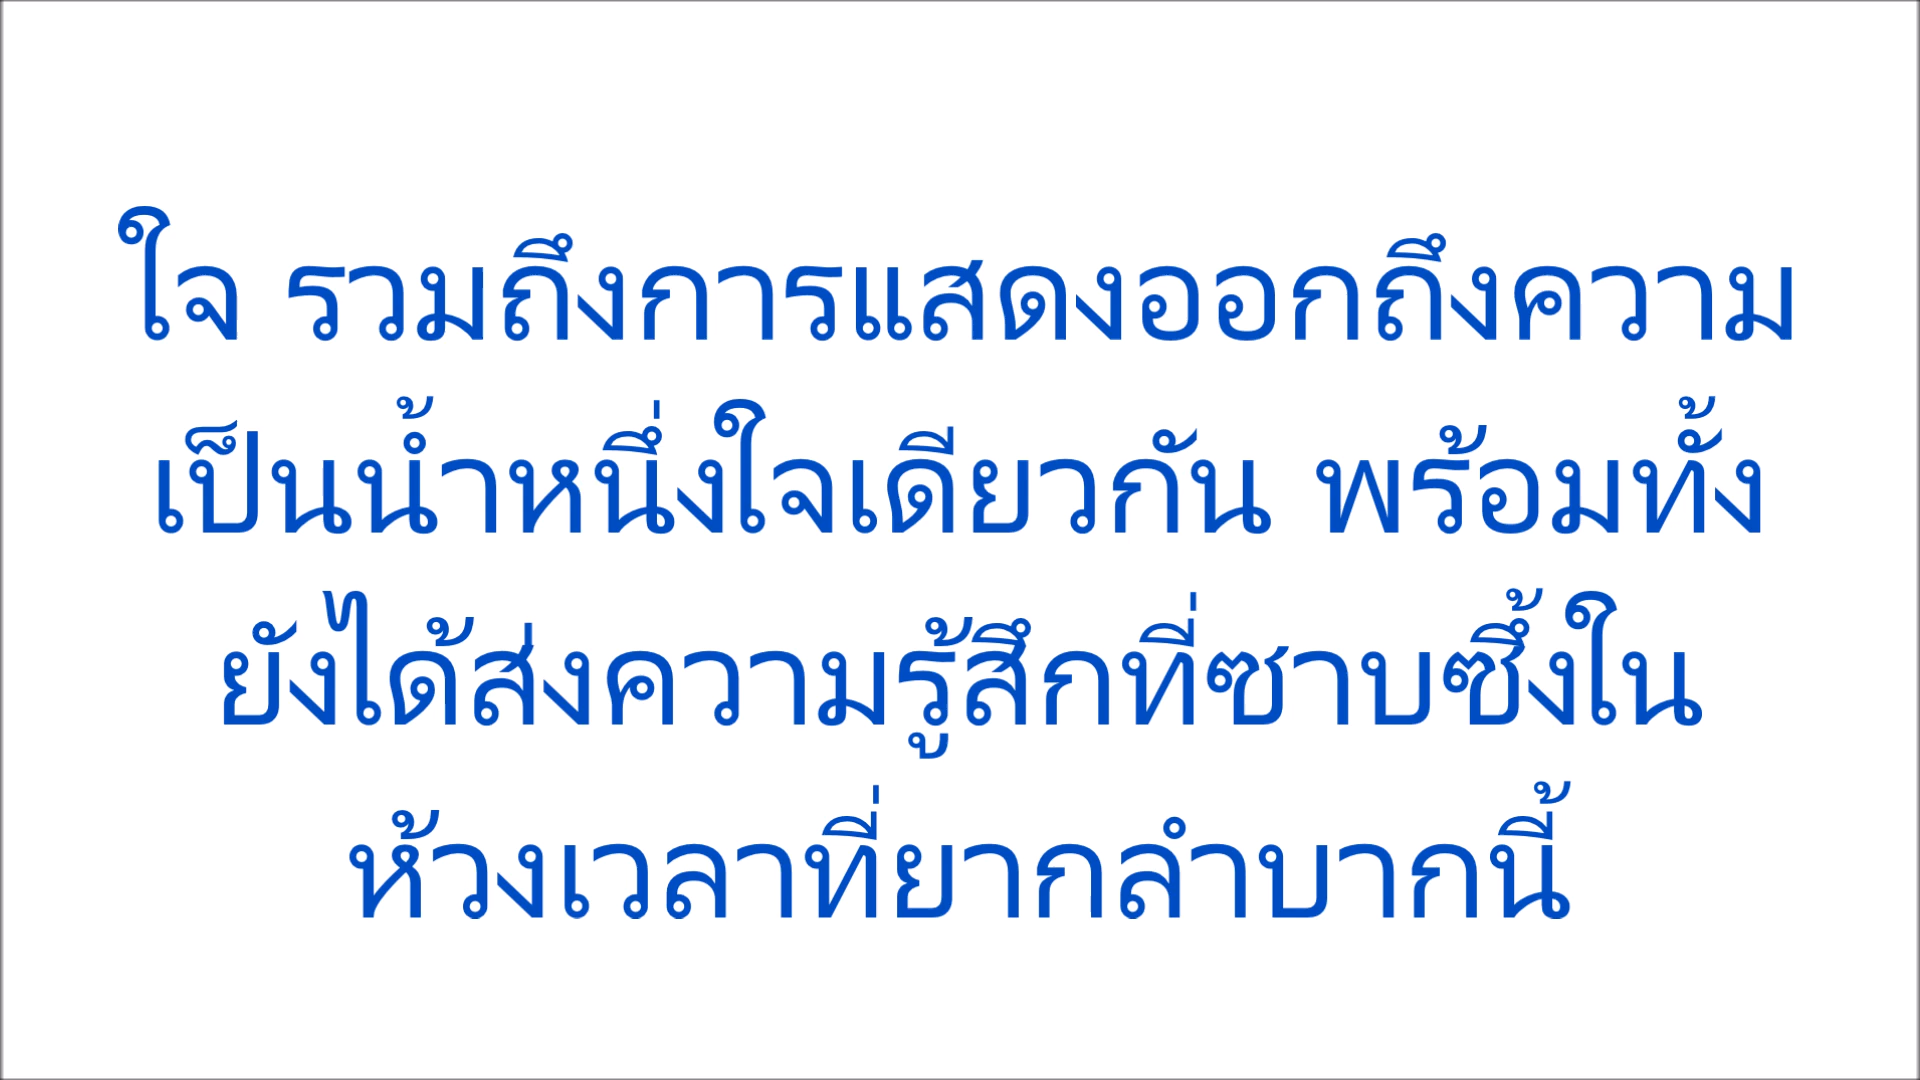 ใจ รวมถึงการแสดงออกถึงความ
เป็นน้ำหนึ่งใจเดียวกัน พร้อมทั้ง
ยังได้ส่งความรู้สึกที่ซาบซึ้งใน
ห้วงเวลาที่ยากลำบากนี้